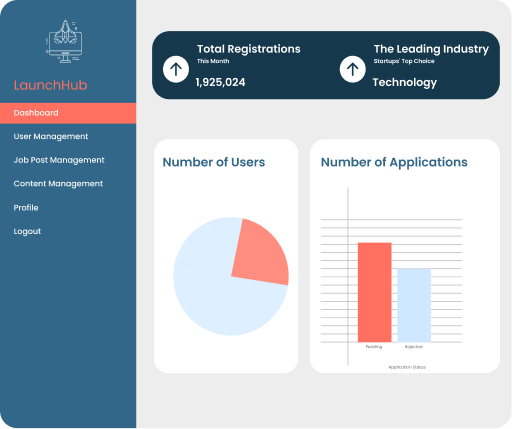 LaunchHub
Dashboard
User Management
Job Post Management
Content Management
Profile
Logout
Total Registrations
This Month
1,925,024
The Leading Industry
Startups' Top Choice
Technology
Number of Users
Number of Applications
Pending
Rejected
Application Status